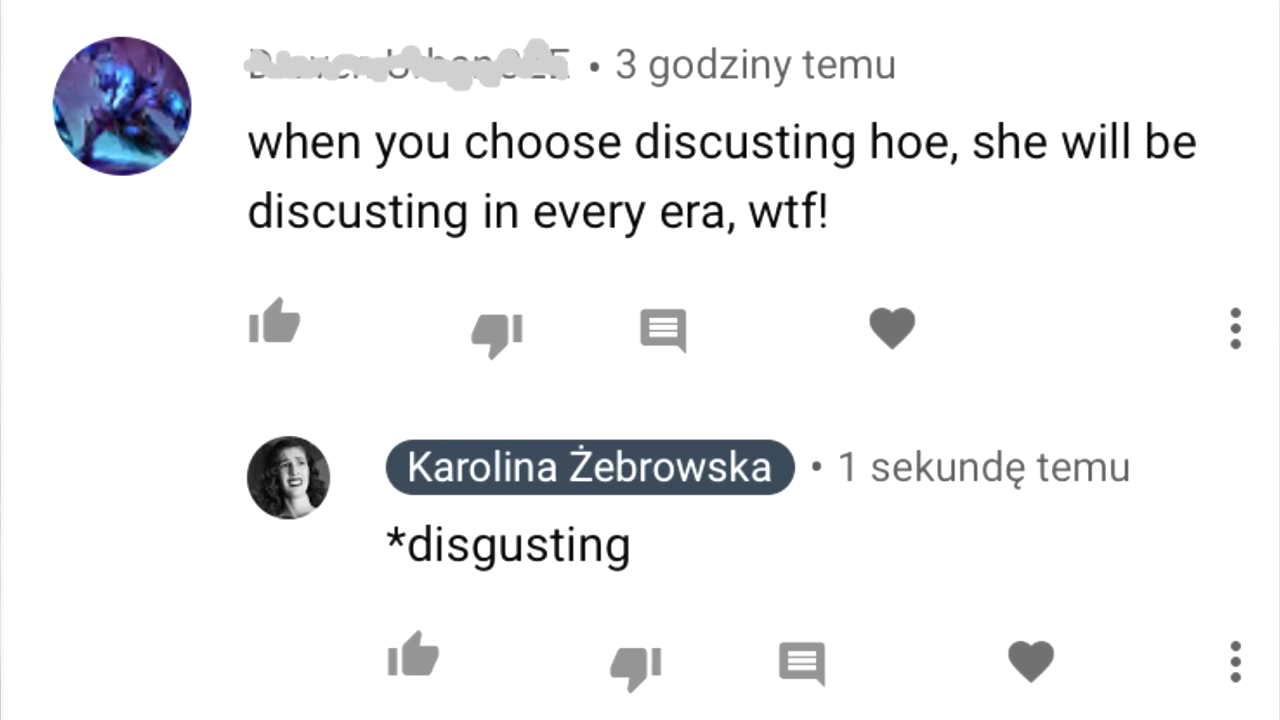 • 3 godziny temu
when you choose discusting hoe, she will be
discusting in every era, wtf!
Karolina Żebrowska • 1 sekundę temu
*disgusting